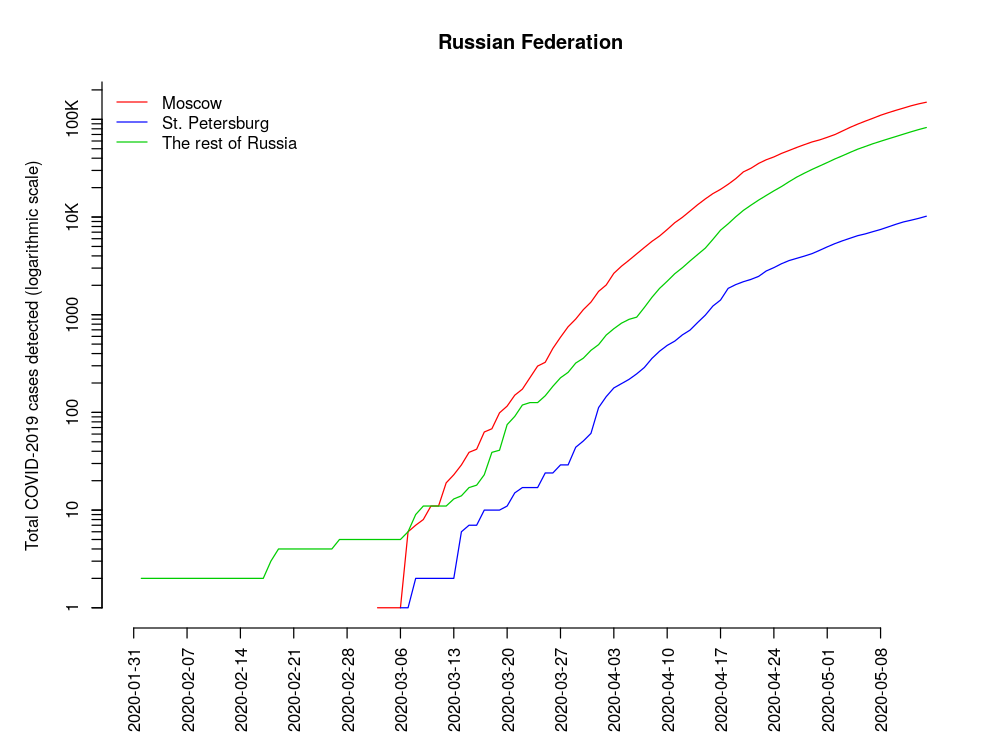 Russian Federation
Moscow
St. Petersburg
The rest of Russia
Total COVID-2019 cases detected (logarithmic scale)
100K
10K
1000
100
10
1
2020-01-31
2020-02-07
2020-02-14
2020-02-21
2020-02-28
2020-03-06
2020-03-13
2020-03-20
2020-03-27
2020-04-03
2020-04-10
2020-04-17
2020-04-24
2020-05-01
2020-05-08